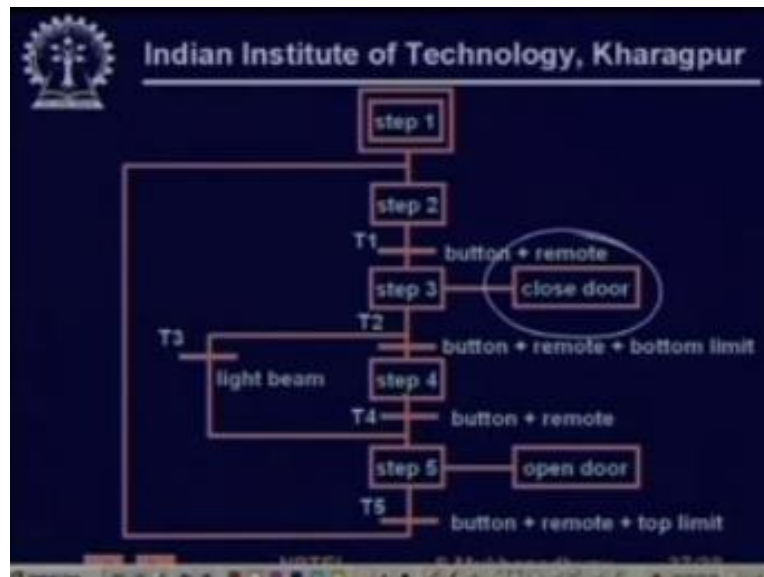 Indian Institute of Technology, Kharagpur
step 1
step 2
T1
button + remote
step 3
close door
T2
T3
button + remote + bottom limit
light beam
step 4
T4
button + remote
step 5
open door
T5
button + remote + top limit